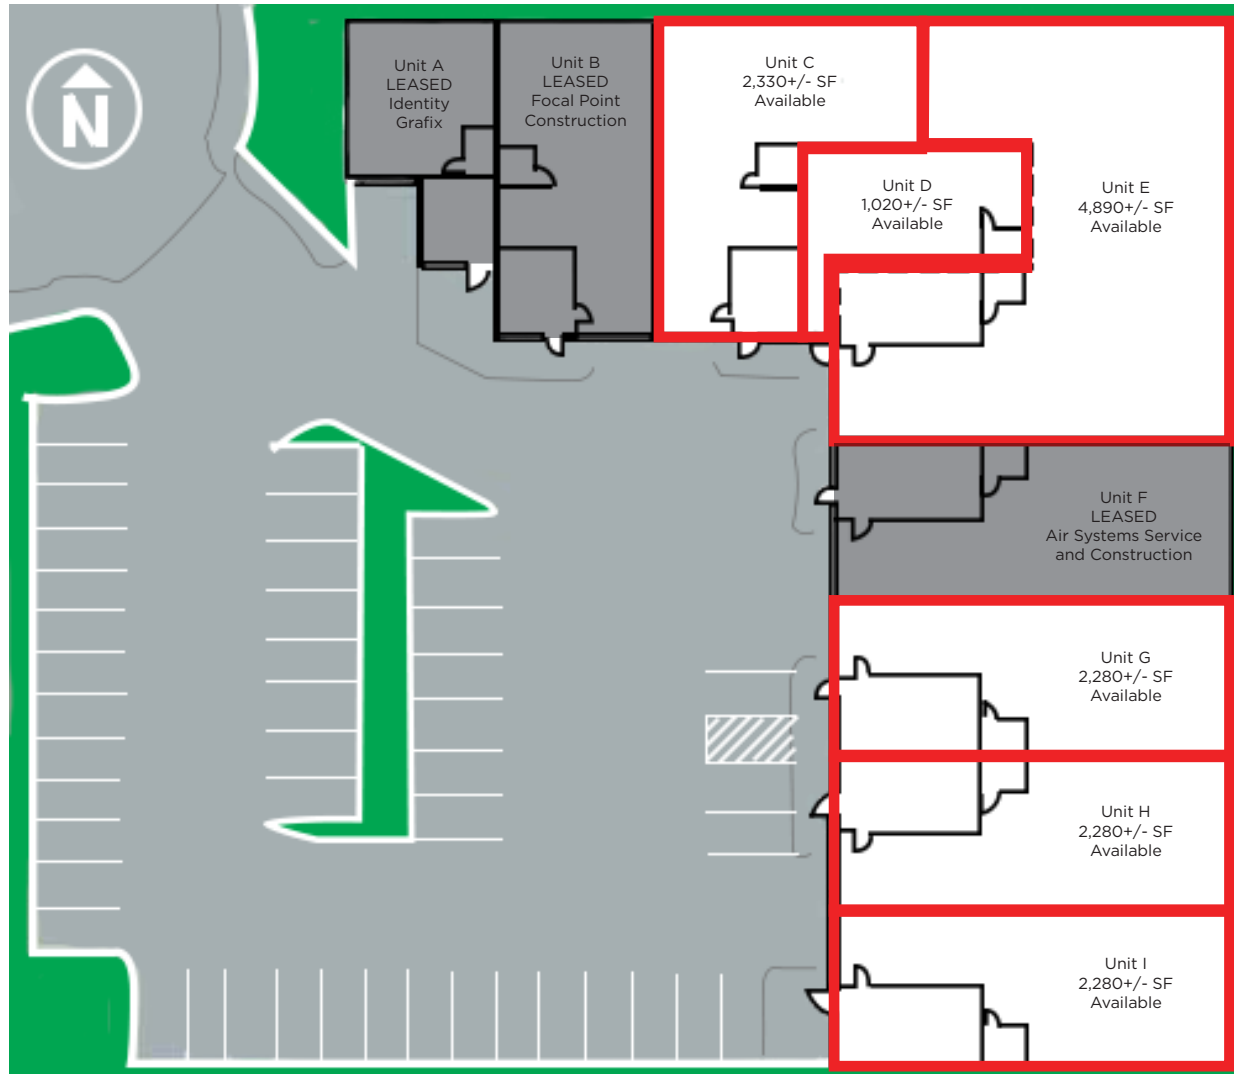 N
Unit A
LEASED
Identity
Grafix
Unit B
LEASED
Focal Point
Construction
Unit C
2,330+/- SF
Available
Unit D
1,020+/- SF
Available
Unit E
4,890+/- SF
Available
Unit F
LEASED
Air Systems Service
and Construction
Unit G
2,280+/- SF
Available
Unit H
2,280+/- SF
Available
Unit I
2,280+/- SF
Available